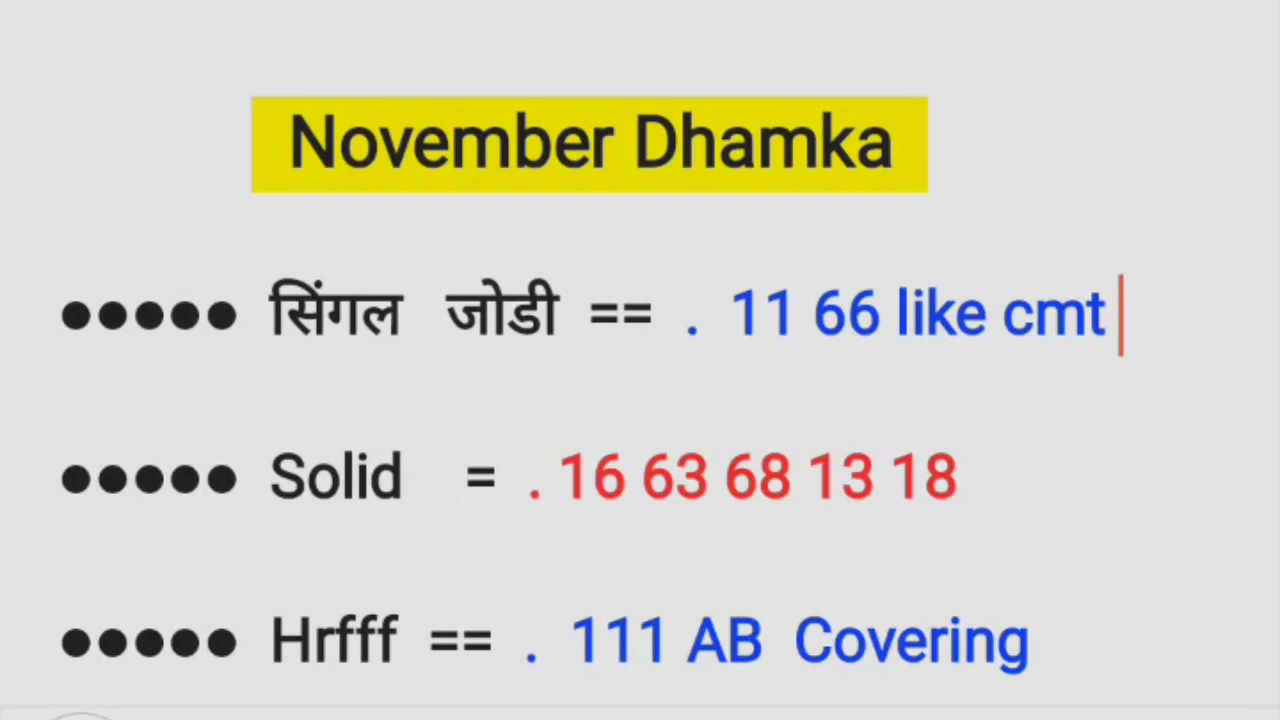 November Dhamka
●●●●● सिंगल जोडी == . 11 66 like cmt
●●●●● Solid = . 16 63 68 13 18
●●●●● Hrfff == . 111 AB Covering